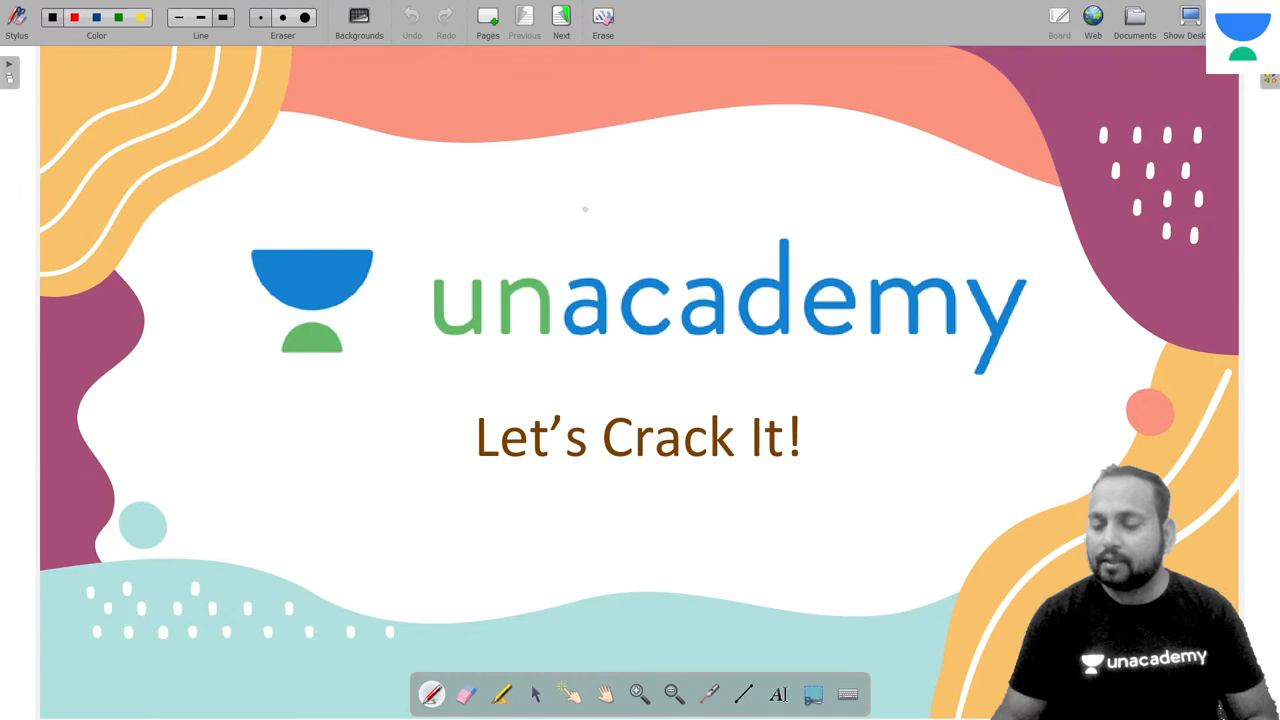 Stylus
Color
Line
Eraser
Backgrounds
Undo
Redo
Pages
Previous
Next
Erase
Board
Web
Documents
Show Desk
unacademy
Let's Crack It!
AI
unacademy